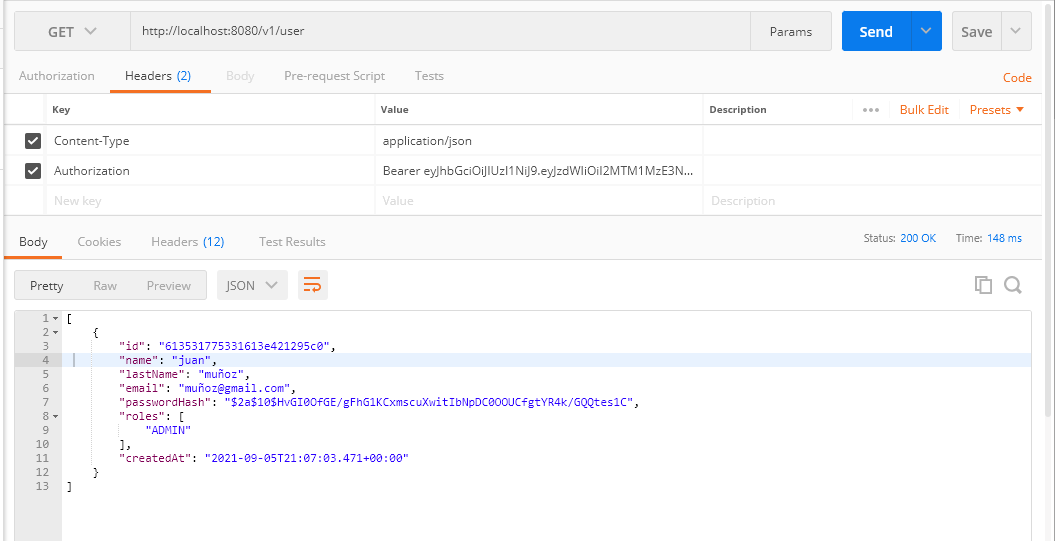 GET http://localhost:8080/v1/user Params Send Save
Authorization Headers (2) Body Pre-request Script Tests Code
Key Value Description ••• Bulk Edit Presets
Content-Type application/json
Authorization Bearer eyJhbGciOiJIUzI1NiJ9.eyJzdWIiOiI2MTM1MzE3N...
New key Value Description
Body Cookies Headers (12) Test Results Status: 200 OK Time: 148 ms
Pretty Raw Preview JSON
1 [
2 {
3 "id": "613531775331613e421295c0",
4 "name": "juan",
5 "lastName": "muñoz",
6 "email": "muñoz@gmail.com",
7 "passwordHash": "$2a$10$HvGI0OfGE/gFhG1KCxmscuXwitIbNpDC0OOUCfgtYR4k/GQQtes1C",
8 "roles": [
9 "ADMIN"
10 ],
11 "createdAt": "2021-09-05T21:07:03.471+00:00"
12 }
13 ]